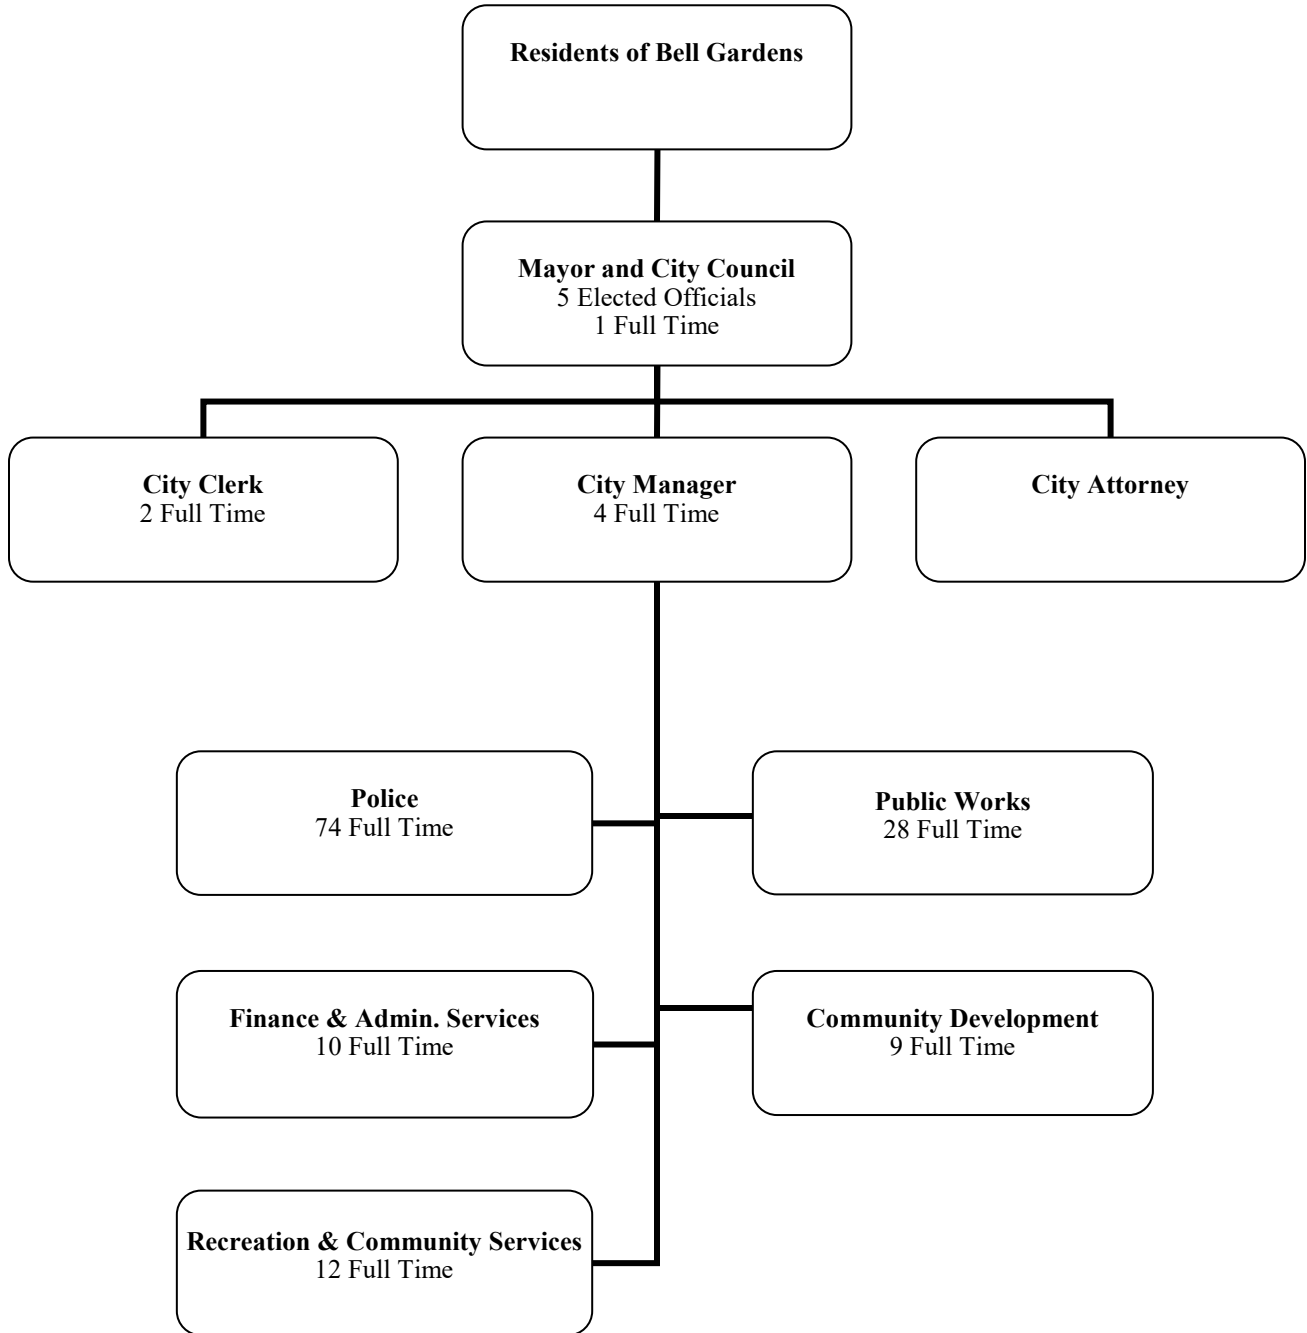 Residents of Bell Gardens
Mayor and City Council
5 Elected Officials
1 Full Time
City Clerk
2 Full Time
City Manager
4 Full Time
City Attorney
Police
74 Full Time
Public Works
28 Full Time
Finance & Admin. Services
10 Full Time
Community Development
9 Full Time
Recreation & Community Services
12 Full Time